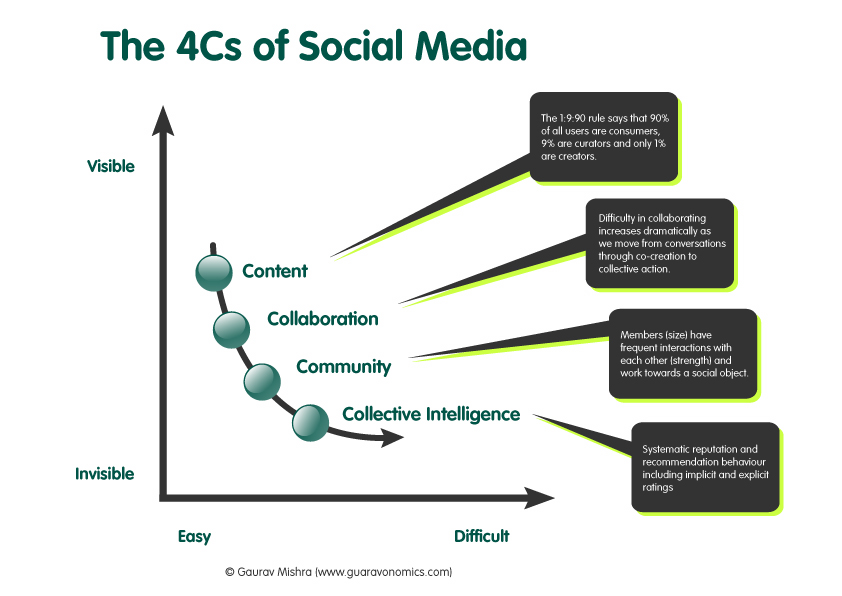 The 4Cs of Social Media
Visible
The 1:9:90 rule says that 90%
of all users are consumers,
9% are curators and only 1%
are creators.
Difficulty in collaborating
increases dramatically as
we move from conversations
through co-creation to
collective action.
Content
Collaboration
Members (size) have
frequent interactions with
each other (strength) and
work towards a social object.
Community
Collective Intelligence
Systematic reputation and
recommendation behaviour
including implicit and explicit
ratings
Invisible
Easy
Difficult
© Gaurav Mishra (www.guaravonomics.com)